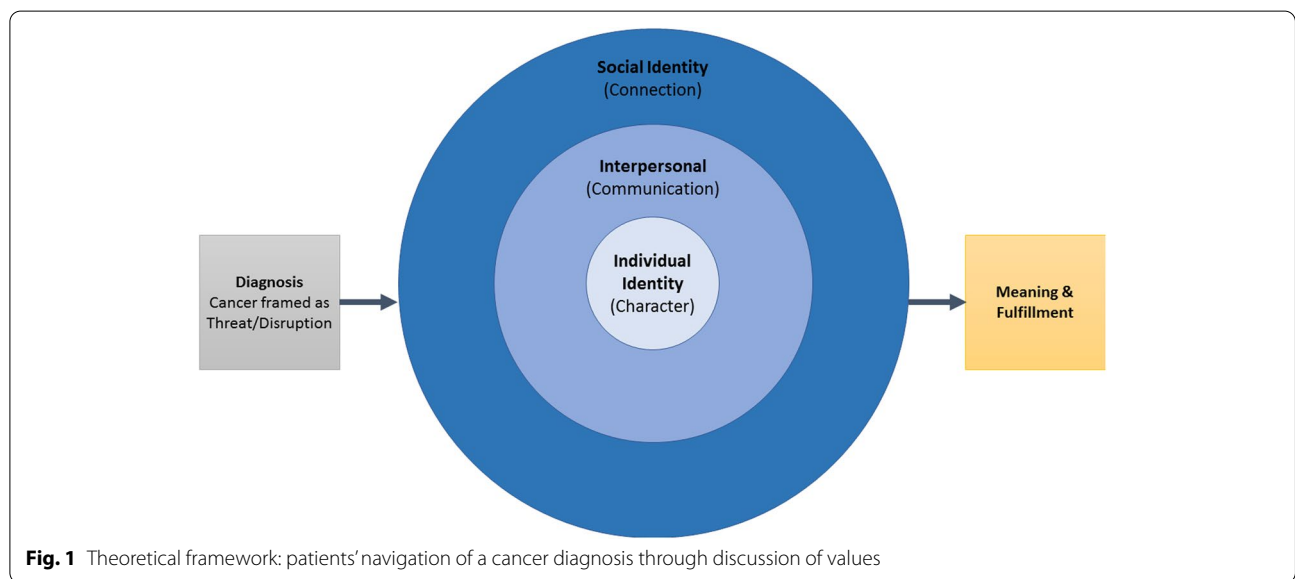 Social Identity
(Connection)
Interpersonal
(Communication)
Individual
Identity
(Character)
Diagnosis
Cancer framed as
Threat/Disruption
Meaning &
Fulfillment
Fig. 1 Theoretical framework: patients’ navigation of a cancer diagnosis through discussion of values